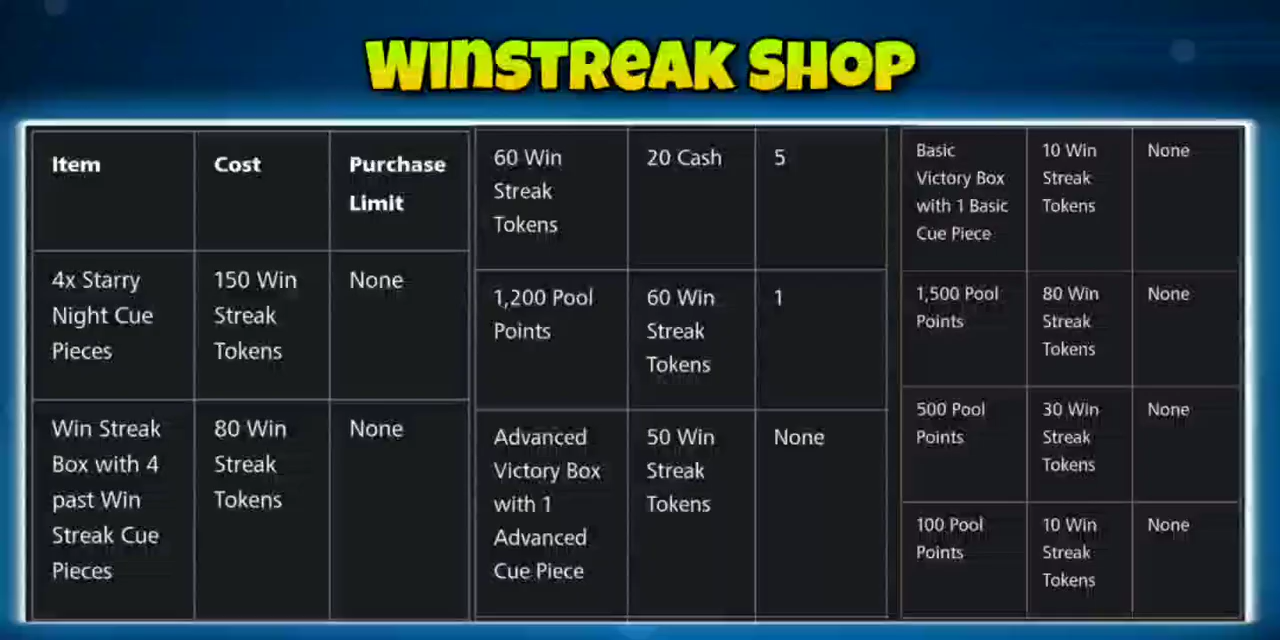 WINSTREAK SHOP
Item
Cost
Purchase
Limit
4x Starry
Night Cue
Pieces
150 Win
Streak
Tokens
None
Win Streak
Box with 4
past Win
Streak Cue
Pieces
80 Win
Streak
Tokens
None
60 Win
Streak
Tokens
20 Cash
5
1,200 Pool
Points
60 Win
Streak
Tokens
1
Advanced
Victory Box
with 1
Advanced
Cue Piece
50 Win
Streak
Tokens
None
Basic
Victory Box
with 1 Basic
Cue Piece
10 Win
Streak
Tokens
None
1,500 Pool
Points
80 Win
Streak
Tokens
None
500 Pool
Points
30 Win
Streak
Tokens
None
100 Pool
Points
10 Win
Streak
Tokens
None